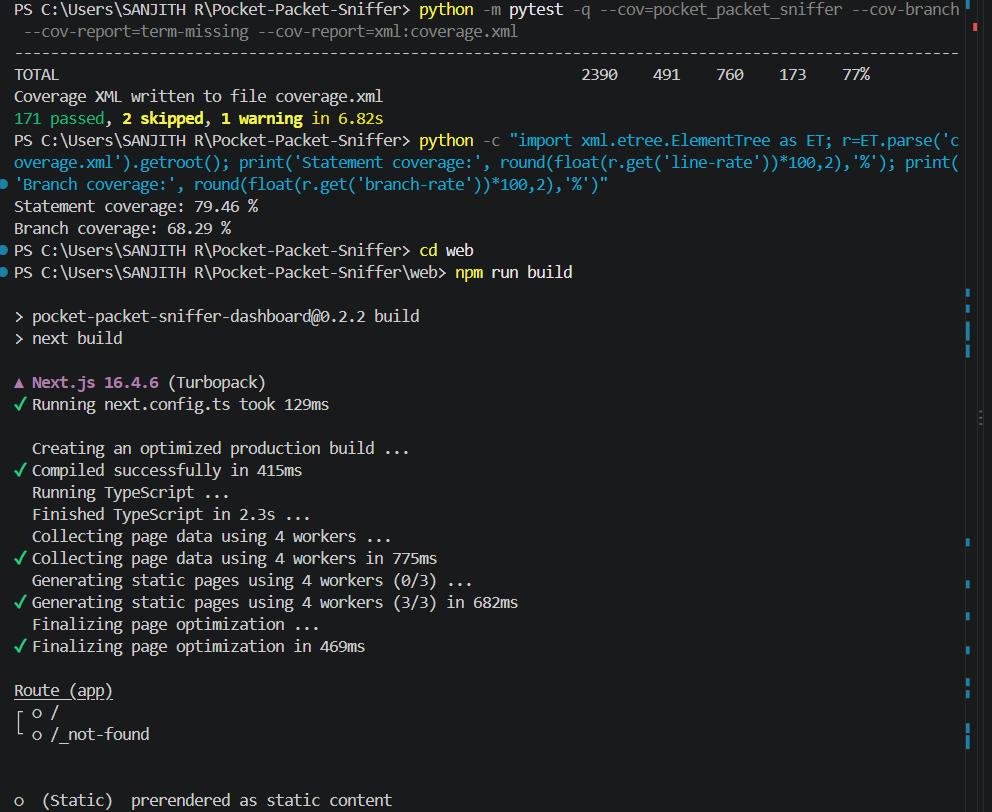 PS C:\Users\SANJITH R\Pocket-Packet-Sniffer> python -m pytest -q --cov=pocket_packet_sniffer --cov-branch
--cov-report=term-missing --cov-report=xml:coverage.xml
---------------------------------------------------------------------------------------------------------
TOTAL 2390 491 760 173 77%
Coverage XML written to file coverage.xml
171 passed, 2 skipped, 1 warning in 6.82s
PS C:\Users\SANJITH R\Pocket-Packet-Sniffer> python -c "import xml.etree.ElementTree as ET; r=ET.parse('c
overage.xml').getroot(); print('Statement coverage:', round(float(r.get('line-rate'))*100,2),'%'); print(
'Branch coverage:', round(float(r.get('branch-rate'))*100,2),'%')"
Statement coverage: 79.46 %
Branch coverage: 68.29 %
PS C:\Users\SANJITH R\Pocket-Packet-Sniffer> cd web
PS C:\Users\SANJITH R\Pocket-Packet-Sniffer\web> npm run build
> pocket-packet-sniffer-dashboard@0.2.2 build
> next build
▲ Next.js 16.4.6 (Turbopack)
✓ Running next.config.ts took 129ms
Creating an optimized production build ...
✓ Compiled successfully in 415ms
Running TypeScript ...
Finished TypeScript in 2.3s ...
Collecting page data using 4 workers ...
✓ Collecting page data using 4 workers in 775ms
Generating static pages using 4 workers (0/3) ...
✓ Generating static pages using 4 workers (3/3) in 682ms
Finalizing page optimization ...
✓ Finalizing page optimization in 469ms
Route (app)
┌ ○ /
└ ○ /_not-found
○ (Static) prerendered as static content